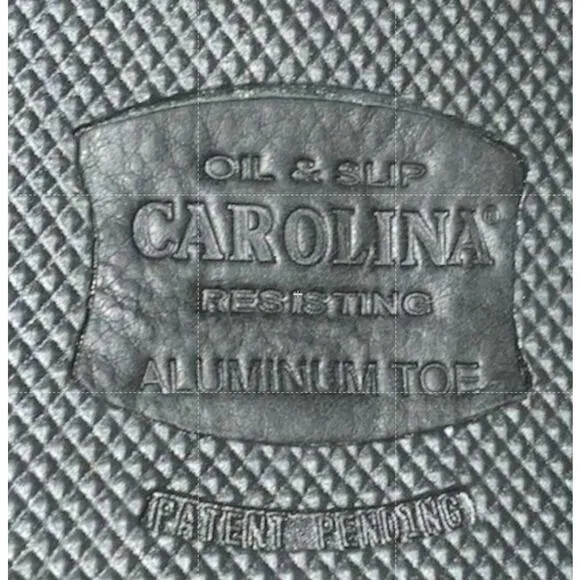 OIL & SLIP
CAROLINA®
RESISTING
ALUMINUM TOE
PATENT PENDING